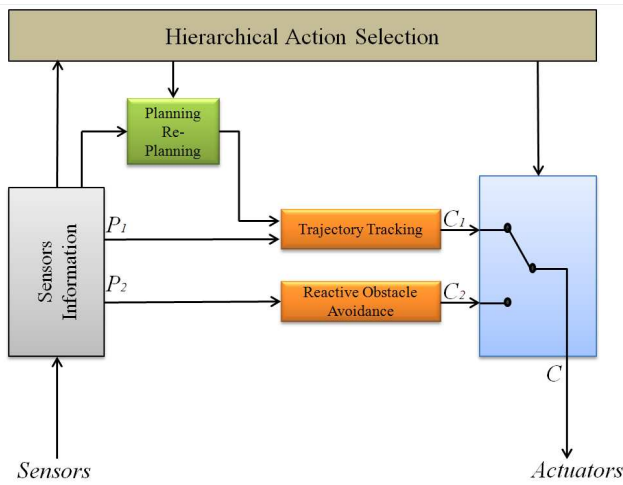 Hierarchical Action Selection
Planning
Re-
Planning
Sensors
Information
P1
Trajectory Tracking
C1
P2
Reactive Obstacle
Avoidance
C2
C
Sensors
Actuators